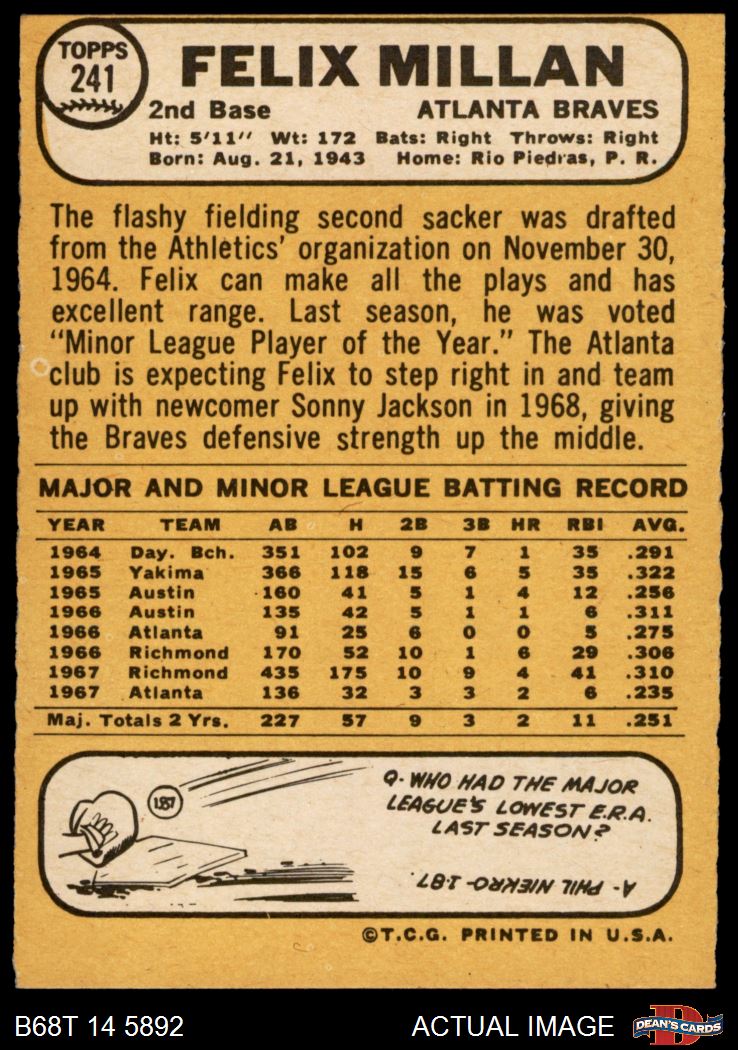 TOPPS
241
FELIX MILLAN
2nd Base ATLANTA BRAVES
Ht: 5'11" Wt: 172 Bats: Right Throws: Right
Born: Aug. 21, 1943 Home: Rio Piedras, P. R.
The flashy fielding second sacker was drafted
from the Athletics' organization on November 30,
1964. Felix can make all the plays and has
excellent range. Last season, he was voted
"Minor League Player of the Year." The Atlanta
club is expecting Felix to step right in and team
up with newcomer Sonny Jackson in 1968, giving
the Braves defensive strength up the middle.
MAJOR AND MINOR LEAGUE BATTING RECORD
YEAR TEAM AB H 2B 3B HR RBI AVG.
1964 Day. Bch. 351 102 9 7 1 35 .291
1965 Yakima 366 118 15 6 5 35 .322
1965 Austin 160 41 5 1 4 12 .256
1966 Austin 135 42 5 1 1 6 .311
1966 Atlanta 91 25 6 0 0 5 .275
1966 Richmond 170 52 10 1 6 29 .306
1967 Richmond 435 175 10 9 4 41 .310
1967 Atlanta 136 32 3 3 2 6 .235
Maj. Totals 2 Yrs. 227 57 9 3 2 11 .251
1.87
Q- WHO HAD THE MAJOR
LEAGUE'S LOWEST E.R.A.
LAST SEASON?
A- PHIL NIEKRO-1.87.
©T.C.G. PRINTED IN U.S.A.
B68T 14 5892 ACTUAL IMAGE
D
DEAN'S CARDS